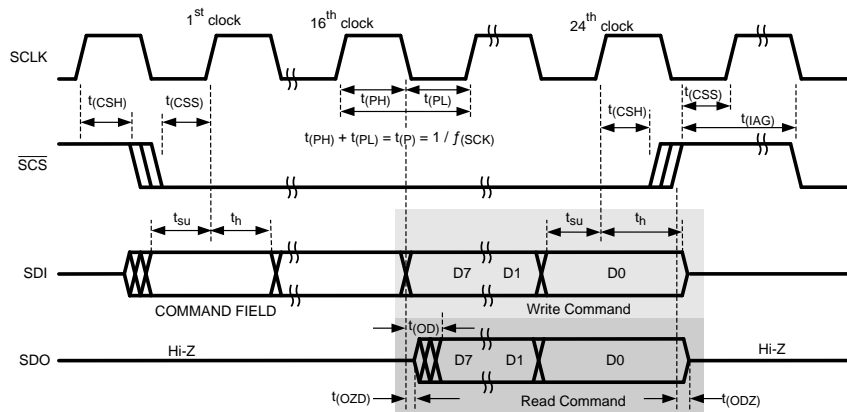 1st clock 16th clock 24th clock
SCLK
t(CSH) t(CSS) t(PH) t(PL) t(CSH) t(CSS) t(IAG)
t(PH) + t(PL) = t(P) = 1 / f(SCK)
SCS
tsu th tsu th
SDI D7 D1 D0
COMMAND FIELD Write Command
t(OD)
SDO Hi-Z D7 D1 D0 Hi-Z
t(OZD) Read Command t(ODZ)